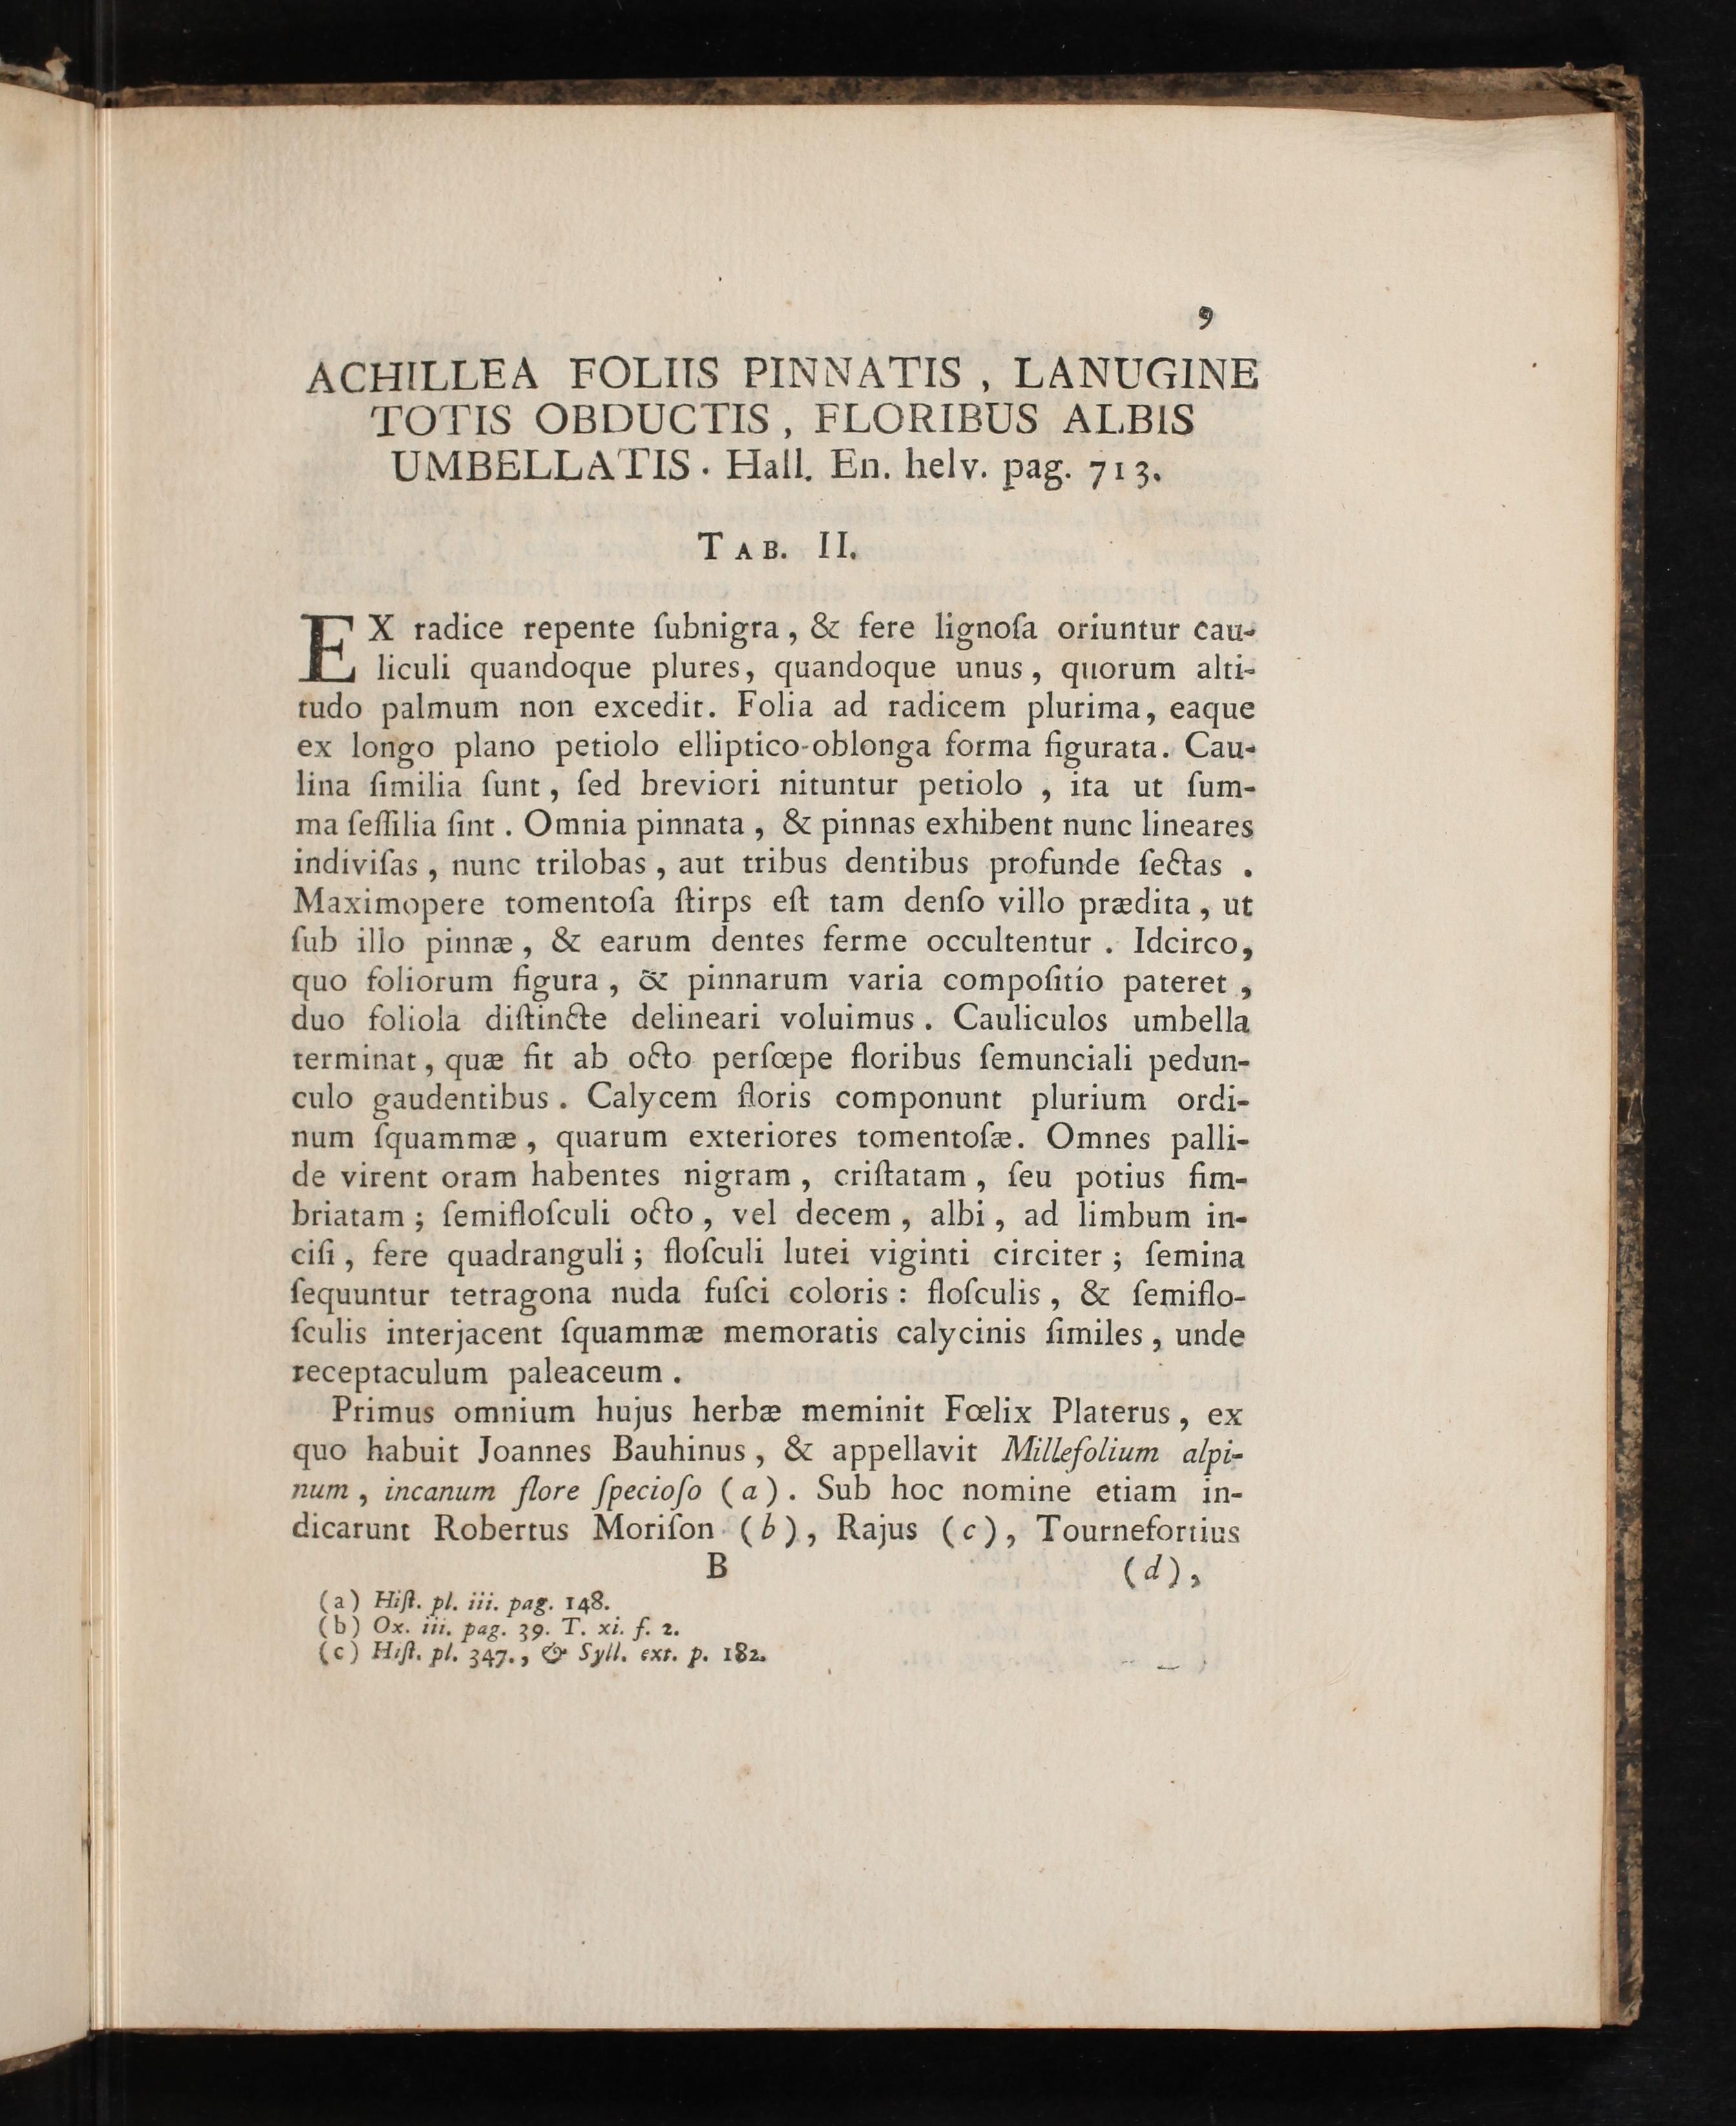 9
ACHILLEA FOLIIS PINNATIS , LANUGINE
TOTIS OBDUCTIS , FLORIBUS ALBIS
UMBELLATIS . Hall. En. helv. pag. 713.
TAB. II.
EX radice repente ſubnigra , & fere lignoſa oriuntur cau-
liculi quandoque plures, quandoque unus , quorum alti-
tudo palmum non excedit. Folia ad radicem plurima, eaque
ex longo plano petiolo elliptico-oblonga forma figurata. Cau-
lina ſimilia ſunt , ſed breviori nituntur petiolo , ita ut ſum-
ma ſeſſilia ſint . Omnia pinnata , & pinnas exhibent nunc lineares
indiviſas , nunc trilobas , aut tribus dentibus profunde ſectas .
Maximopere tomentoſa ſtirps eſt tam denſo villo prædita , ut
ſub illo pinnæ , & earum dentes ferme occultentur . Idcirco,
quo foliorum figura , & pinnarum varia compoſitio pateret ,
duo foliola diſtincte delineari voluimus . Cauliculos umbella
terminat , quæ fit ab octo perſœpe floribus ſemunciali pedun-
culo gaudentibus . Calycem floris componunt plurium ordi-
num ſquammæ , quarum exteriores tomentoſæ. Omnes palli-
de virent oram habentes nigram , criſtatam , ſeu potius fim-
briatam ; ſemifloſculi octo , vel decem , albi , ad limbum in-
ciſi , fere quadranguli ; floſculi lutei viginti circiter ; ſemina
ſequuntur tetragona nuda fuſci coloris : floſculis , & ſemiflo-
ſculis interjacent ſquammæ memoratis calycinis ſimiles , unde
receptaculum paleaceum .
Primus omnium hujus herbæ meminit Fœlix Platerus , ex
quo habuit Joannes Bauhinus , & appellavit Millefolium alpi-
num , incanum flore ſpecioſo (a) . Sub hoc nomine etiam in-
dicarunt Robertus Moriſon (b), Rajus (c), Tournefortius
B (d),
(a) Hiſt. pl. iii. pag. 148.
(b) Ox. iii. pag. 39. T. xi. f. 2.
(c) Hiſt. pl. 347., & Syll. ext. p. 182.